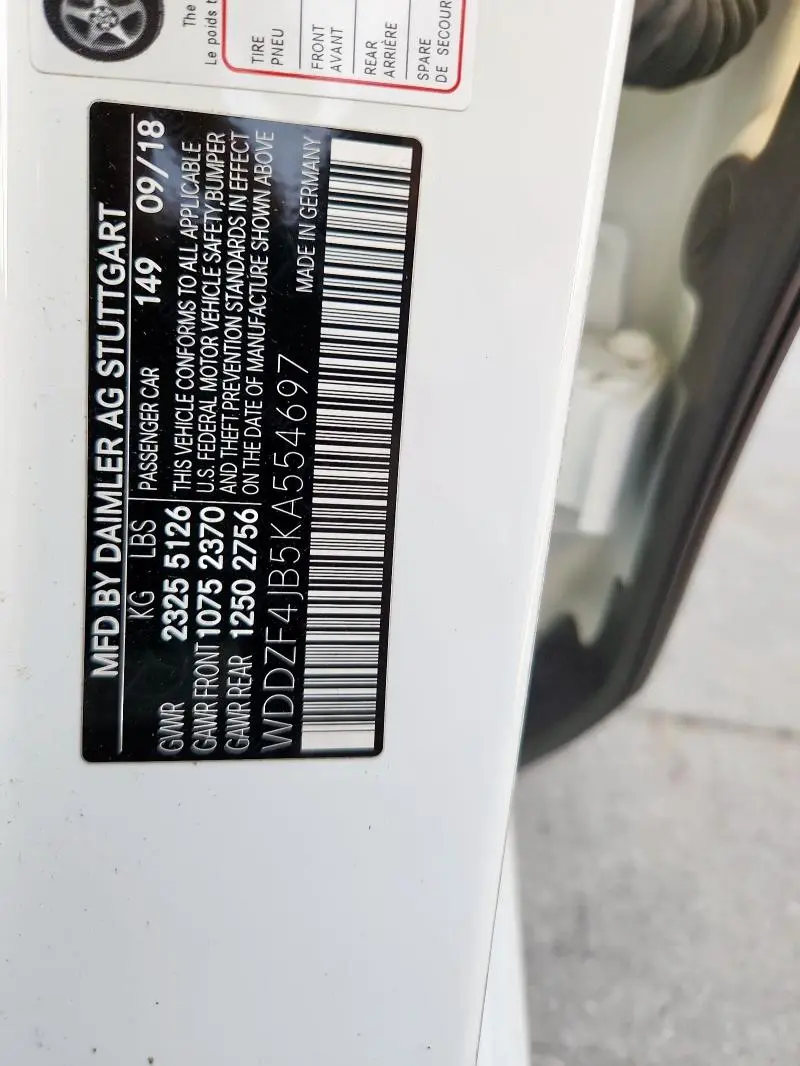 MFD BY DAIMLER AG STUTTGART
KG LBS PASSENGER CAR 149 09/18
GVWR 2325 5126 THIS VEHICLE CONFORMS TO ALL APPLICABLE
GAWR FRONT 1075 2370 U.S. FEDERAL MOTOR VEHICLE SAFETY,BUMPER
GAWR REAR 1250 2756 AND THEFT PREVENTION STANDARDS IN EFFECT
ON THE DATE OF MANUFACTURE SHOWN ABOVE
WDDZF4JB5KA554697 MADE IN GERMANY
The
Le poids
TIRE
PNEU
FRONT
AVANT
REAR
ARRIÈRE
SPARE
DE SECOUR